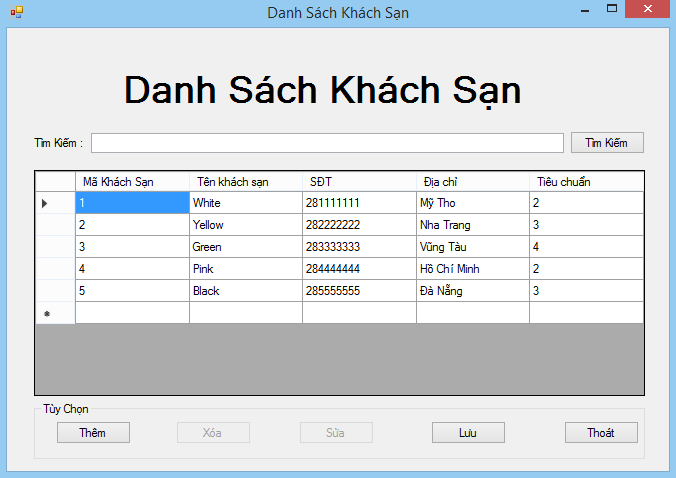 Danh Sách Khách Sạn
Danh Sách Khách Sạn
Tìm Kiếm : Tìm Kiếm
Mã Khách Sạn Tên khách sạn SĐT Địa chỉ Tiêu chuẩn
1 White 281111111 Mỹ Tho 2
2 Yellow 282222222 Nha Trang 3
3 Green 283333333 Vũng Tàu 4
4 Pink 284444444 Hồ Chí Minh 2
5 Black 285555555 Đà Nẵng 3
Tùy Chọn
Thêm Xóa Sửa Lưu Thoát